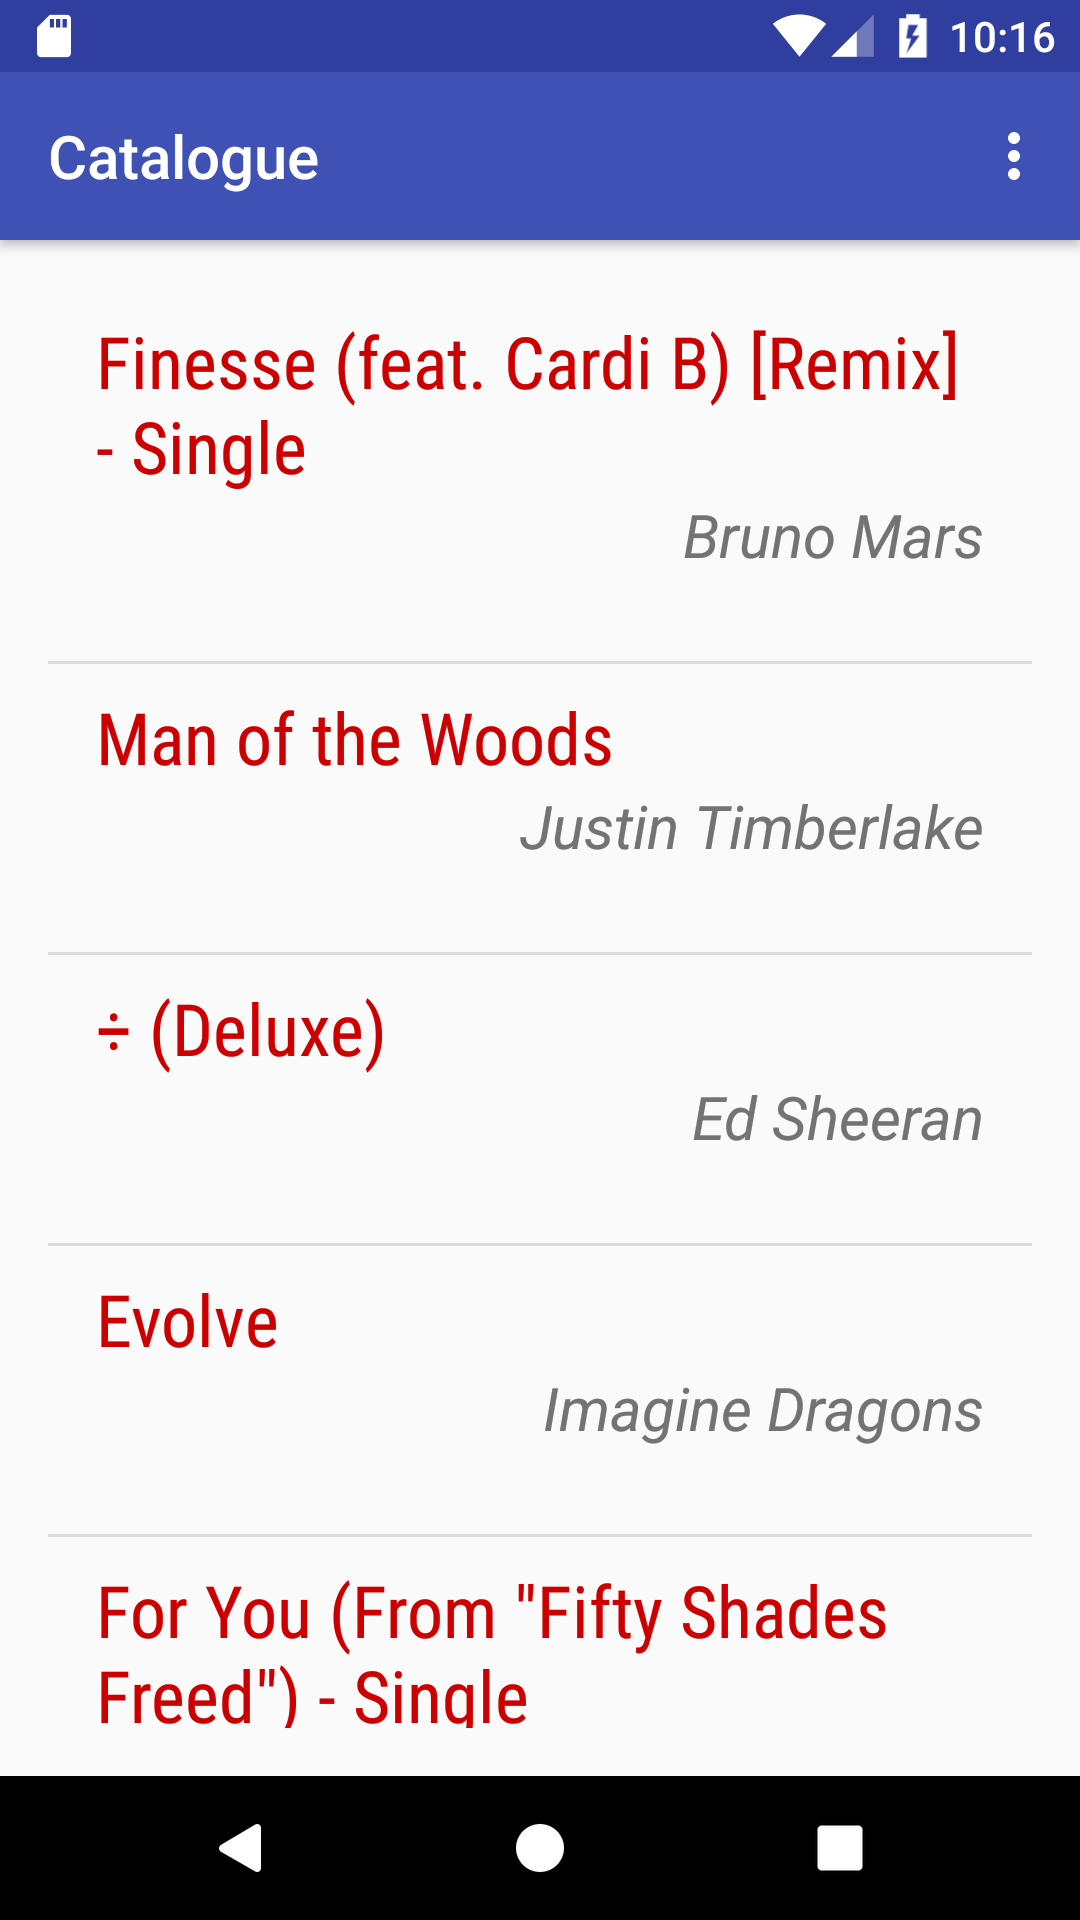 10:16
Catalogue
Finesse (feat. Cardi B) [Remix]
- Single
Bruno Mars
Man of the Woods
Justin Timberlake
÷ (Deluxe)
Ed Sheeran
Evolve
Imagine Dragons
For You (From "Fifty Shades
Freed") - Single